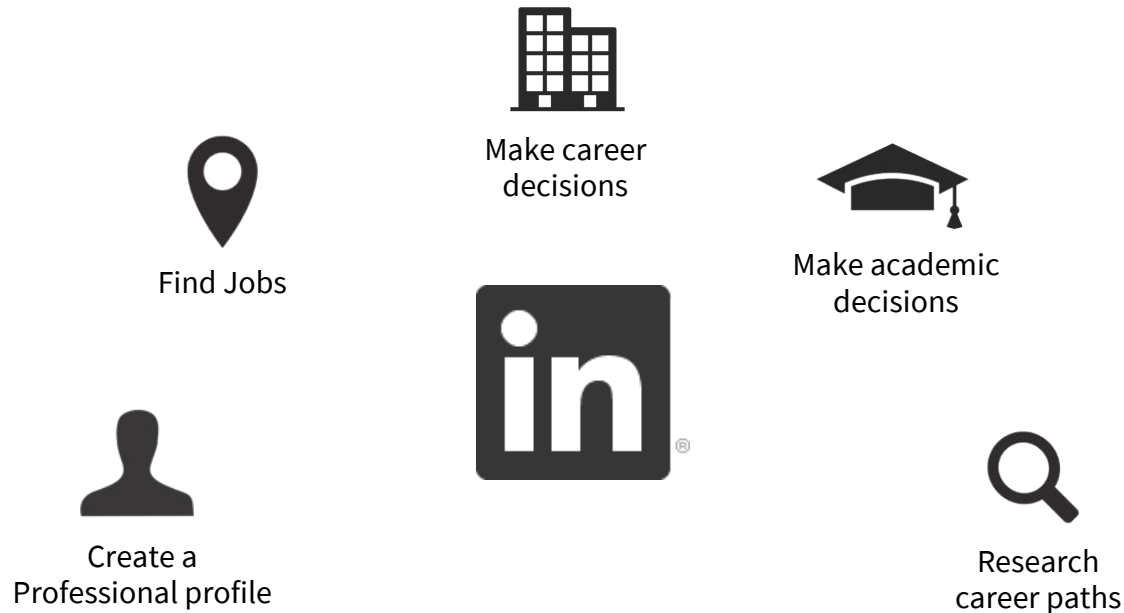 Make career
decisions
Find Jobs
Make academic
decisions
in
®
Create a
Professional profile
Research
career paths